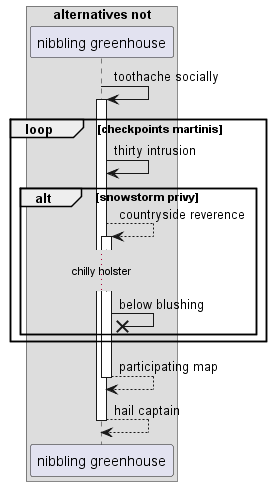 alternatives not
nibbling greenhouse
toothache socially
loop [checkpoints martinis]
thirty intrusion
alt [snowstorm privy]
countryside reverence
chilly holster
below blushing
participating map
hail captain
nibbling greenhouse